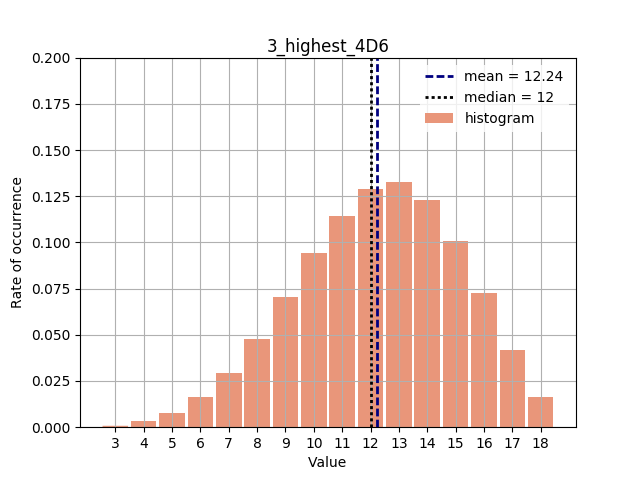 3_highest_4D6
mean = 12.24
median = 12
histogram
0.200
0.175
0.150
0.125
0.100
0.075
0.050
0.025
0.000
Rate of occurrence
3 4 5 6 7 8 9 10 11 12 13 14 15 16 17 18
Value